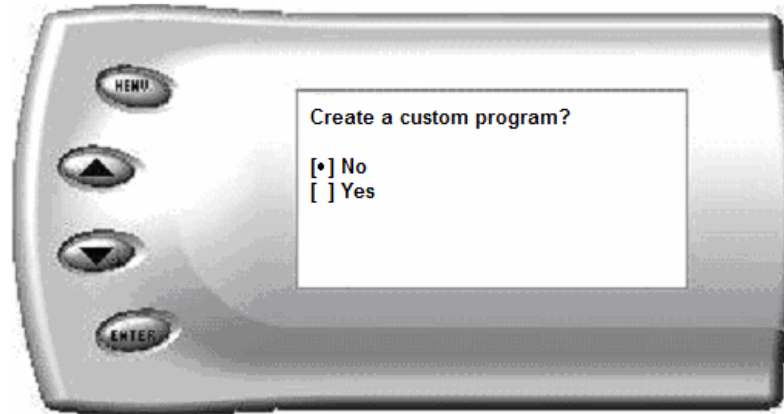 MENU
Create a custom program?
[•] No
[ ] Yes
ENTER